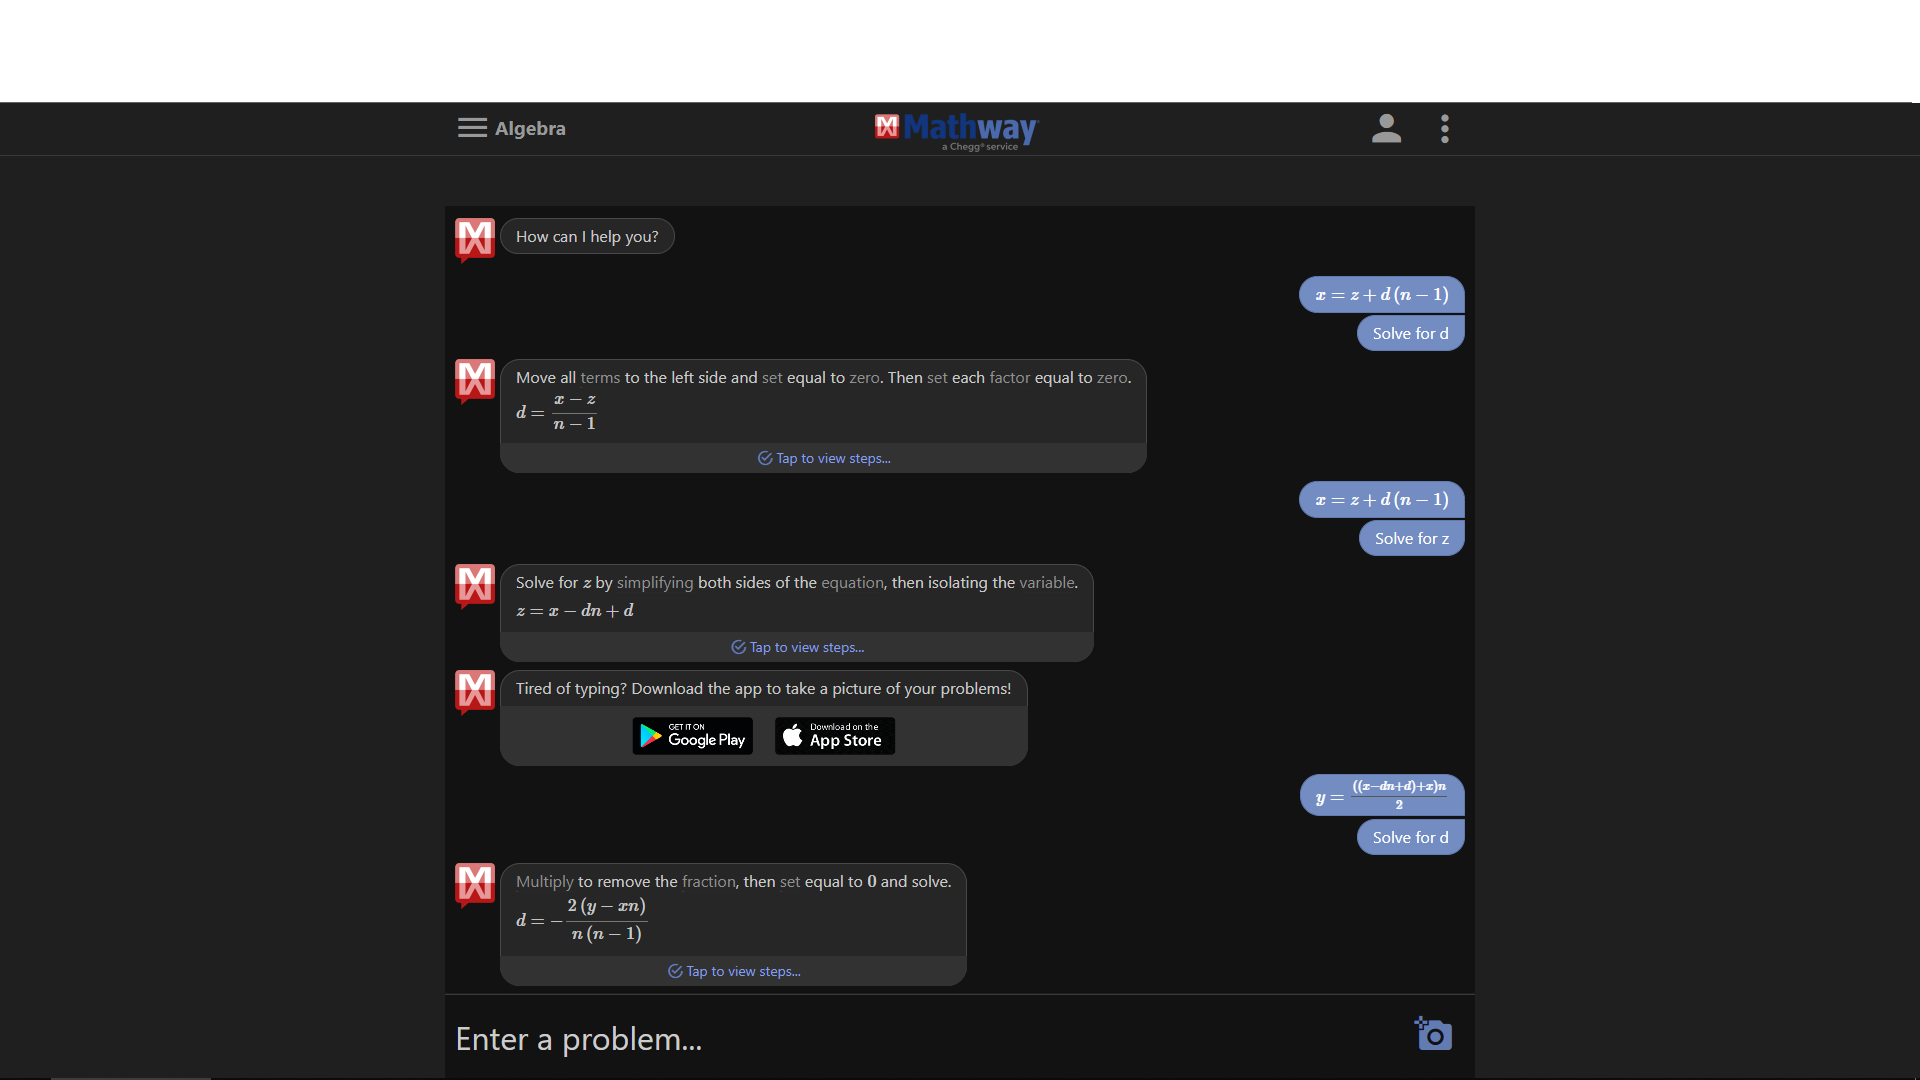 Algebra
Mathway
a Chegg® service
How can I help you?
x = z + d (n − 1)
Solve for d
Move all terms to the left side and set equal to zero. Then set each factor equal to zero.
d = (x − z)/(n − 1)
Tap to view steps...
x = z + d (n − 1)
Solve for z
Solve for z by simplifying both sides of the equation, then isolating the variable.
z = x − dn + d
Tap to view steps...
Tired of typing? Download the app to take a picture of your problems!
GET IT ON
Google Play
Download on the
App Store
y = ((x−dn+d)+x)n/2
Solve for d
Multiply to remove the fraction, then set equal to 0 and solve.
d = − 2 (y − xn)/n (n − 1)
Tap to view steps...
Enter a problem...